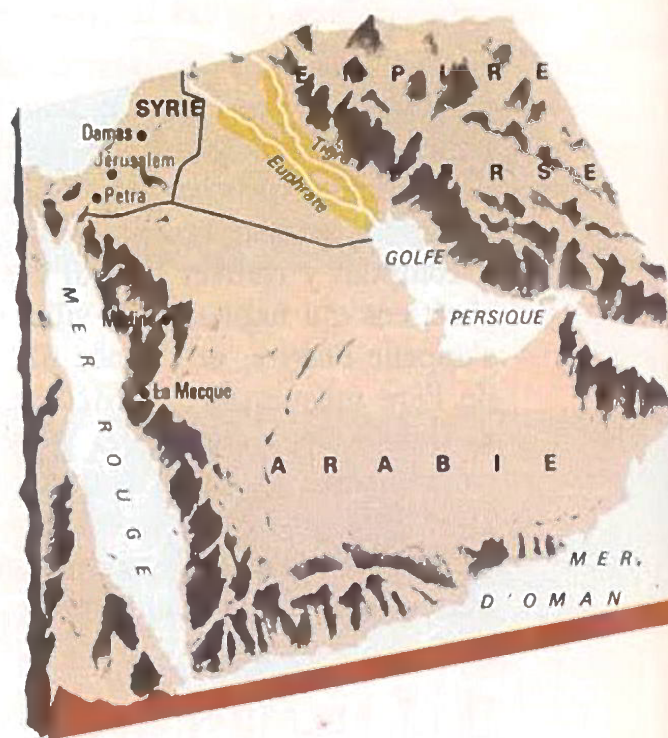 EMPIRE
PERSE
SYRIE
Damas
Jérusalem
Petra
Tigre
Euphrate
GOLFE
PERSIQUE
MER ROUGE
La Mecque
ARABIE
MER
D'OMAN